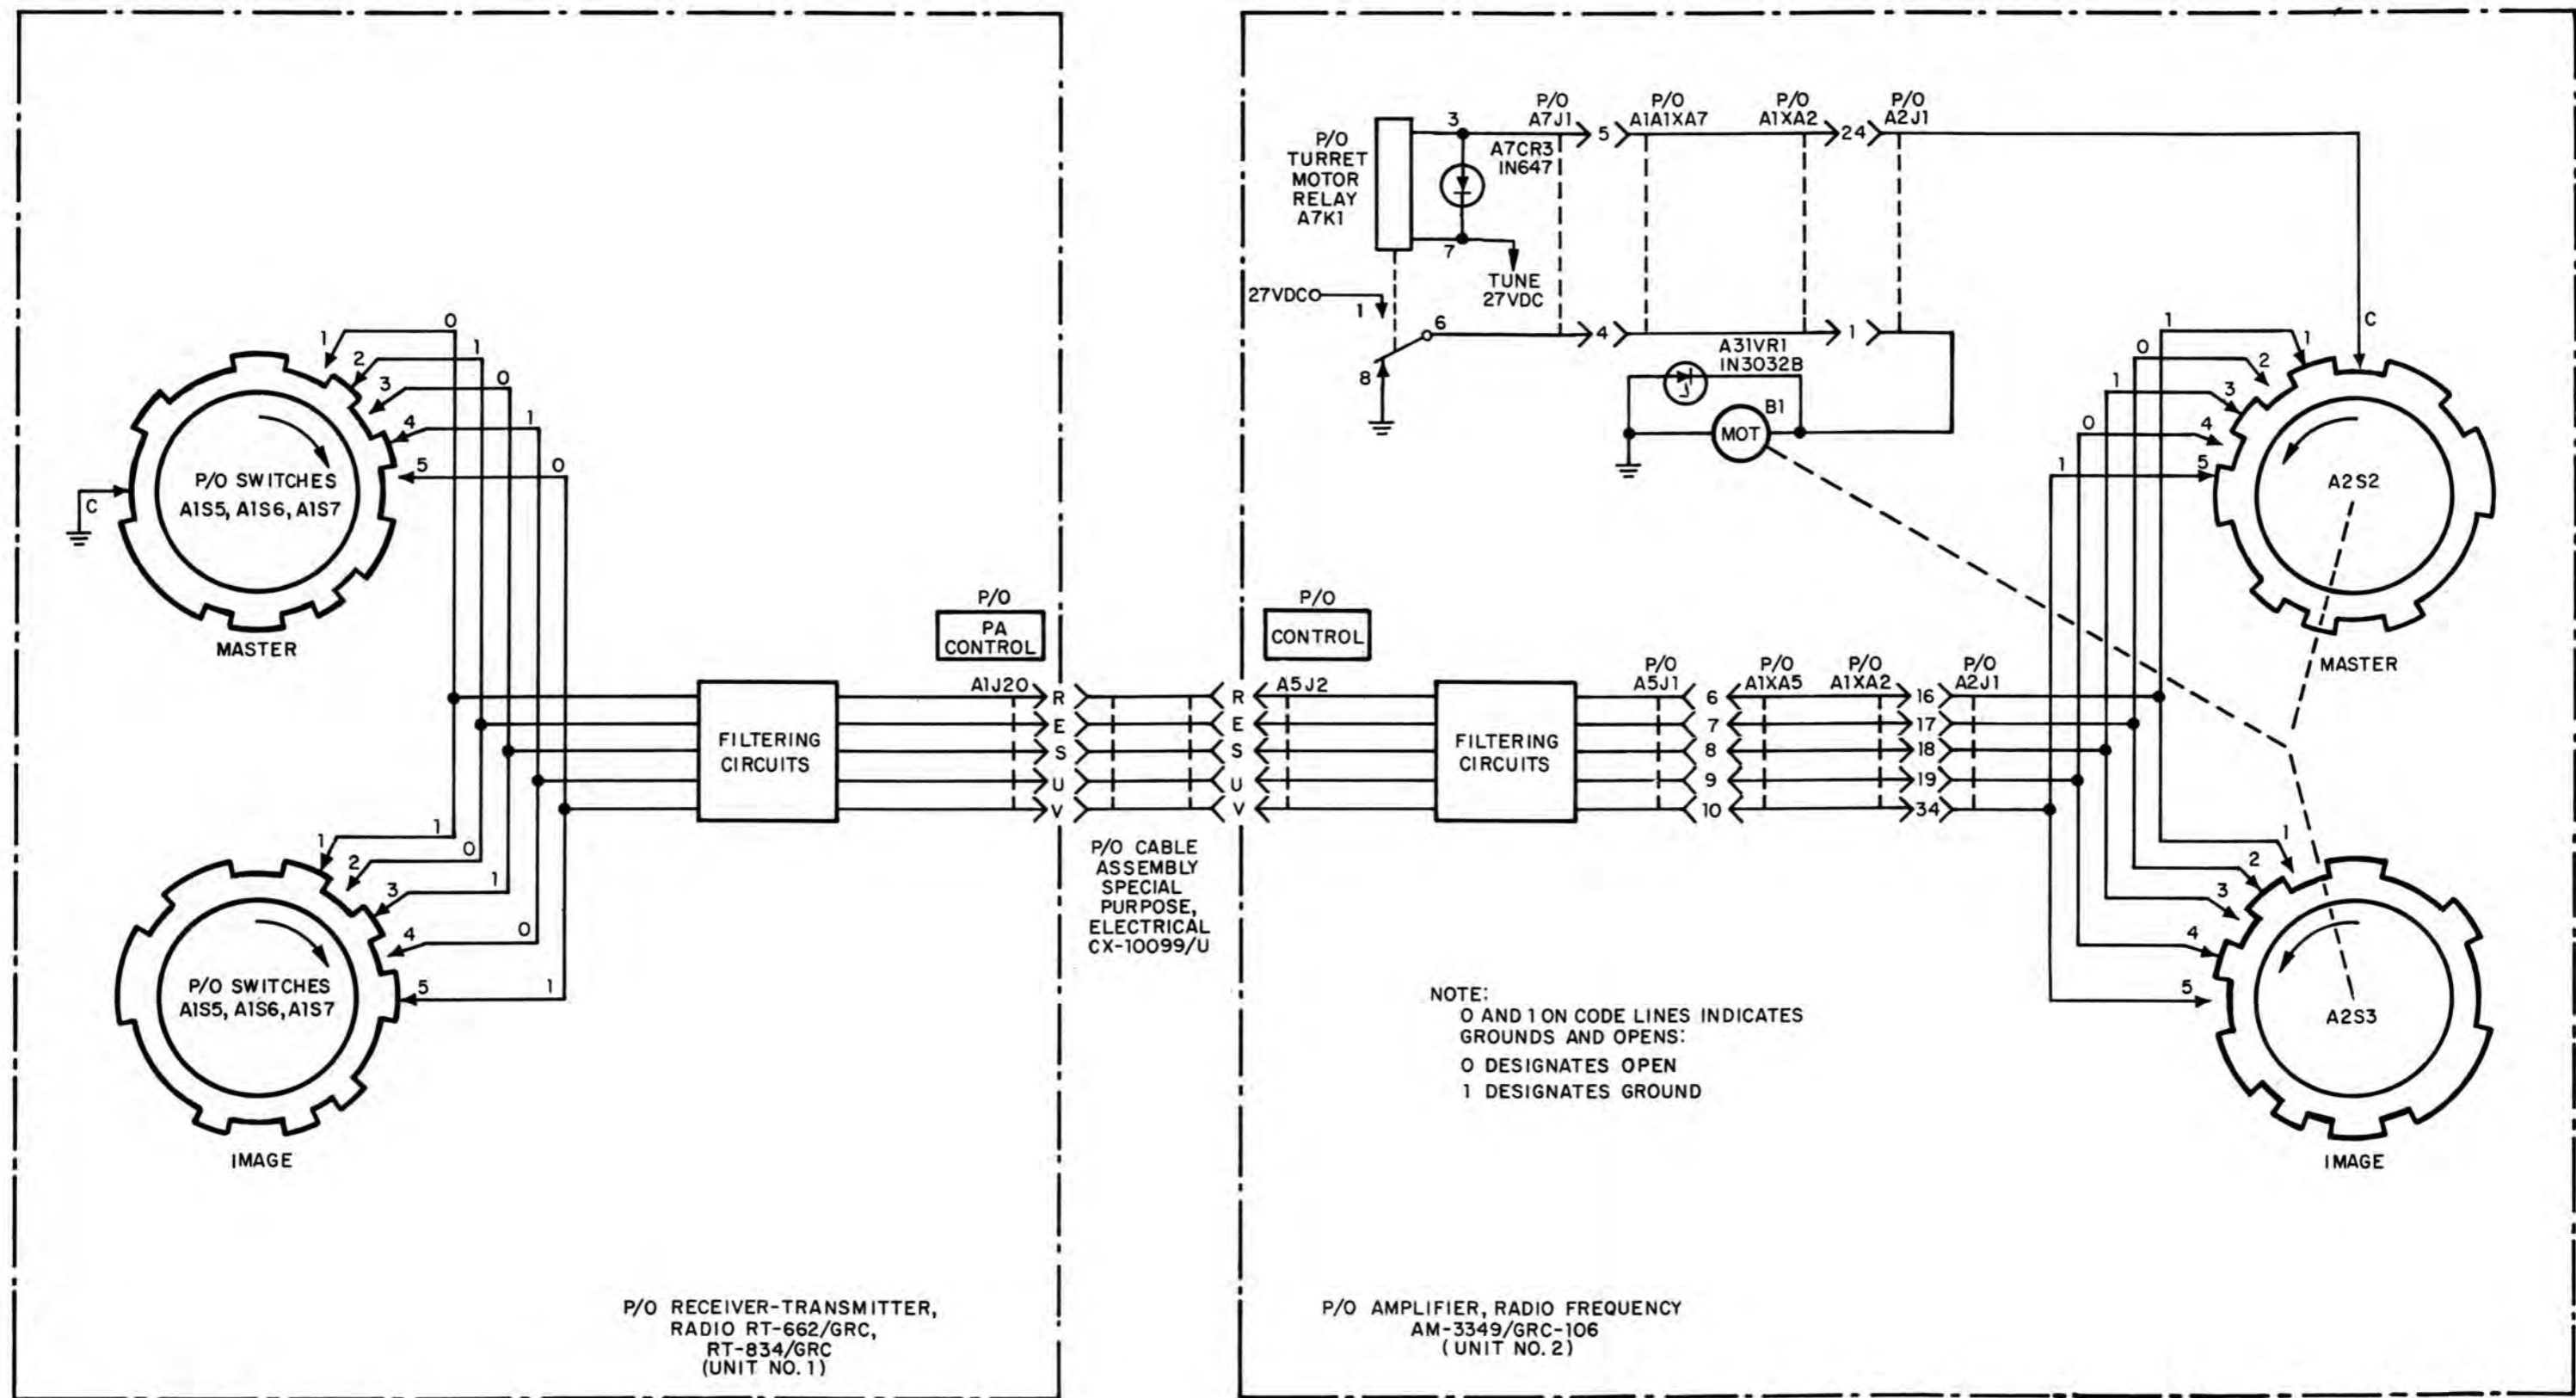 P/O
TURRET
MOTOR
RELAY
A7K1
3
7
A7CR3
IN647
TUNE
27VDC
27VDC
1
6
8
P/O
A7J1
5
P/O
A1A1XA7
P/O
A1XA2
24
P/O
A2J1
4
1
A31VR1
IN3032B
B1
MOT
C
P/O SWITCHES
A1S5, A1S6, A1S7
MASTER
C
1
2
3
4
5
0
1
0
1
0
P/O SWITCHES
A1S5, A1S6, A1S7
IMAGE
1
2
3
4
5
1
0
1
0
1
FILTERING
CIRCUITS
P/O
PA
CONTROL
A1J20
R
E
S
U
V
P/O CABLE
ASSEMBLY
SPECIAL
PURPOSE,
ELECTRICAL
CX-10099/U
P/O
CONTROL
R
E
S
U
V
A5J2
FILTERING
CIRCUITS
P/O
A5J1
6
7
8
9
10
P/O
A1XA5
P/O
A1XA2
16
17
18
19
34
P/O
A2J1
1
0
1
0
1
1
2
3
4
5
A2S2
MASTER
1
2
3
4
5
A2S3
IMAGE
NOTE:
0 AND 1 ON CODE LINES INDICATES
GROUNDS AND OPENS:
0 DESIGNATES OPEN
1 DESIGNATES GROUND
P/O RECEIVER-TRANSMITTER,
RADIO RT-662/GRC,
RT-834/GRC
(UNIT NO. 1)
P/O AMPLIFIER, RADIO FREQUENCY
AM-3349/GRC-106
(UNIT NO. 2)